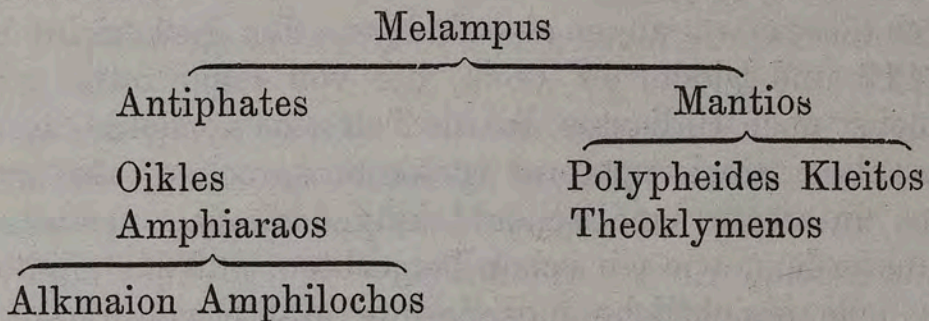 Melampus
Antiphates Mantios
Oikles Polypheides Kleitos
Amphiaraos Theoklymenos
Alkmaion Amphilochos